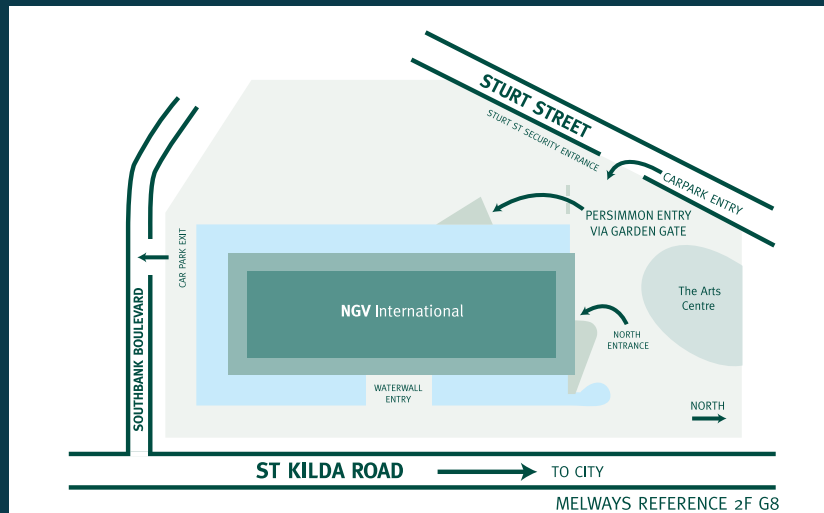 STURT STREET
STURT ST SECURITY ENTRANCE
CARPARK ENTRY
PERSIMMON ENTRY
VIA GARDEN GATE
CAR PARK EXIT
SOUTHBANK BOULEVARD
NGV International
The Arts
Centre
NORTH
ENTRANCE
WATERWALL
ENTRY
NORTH
ST KILDA ROAD
TO CITY
MELWAYS REFERENCE 2F G8